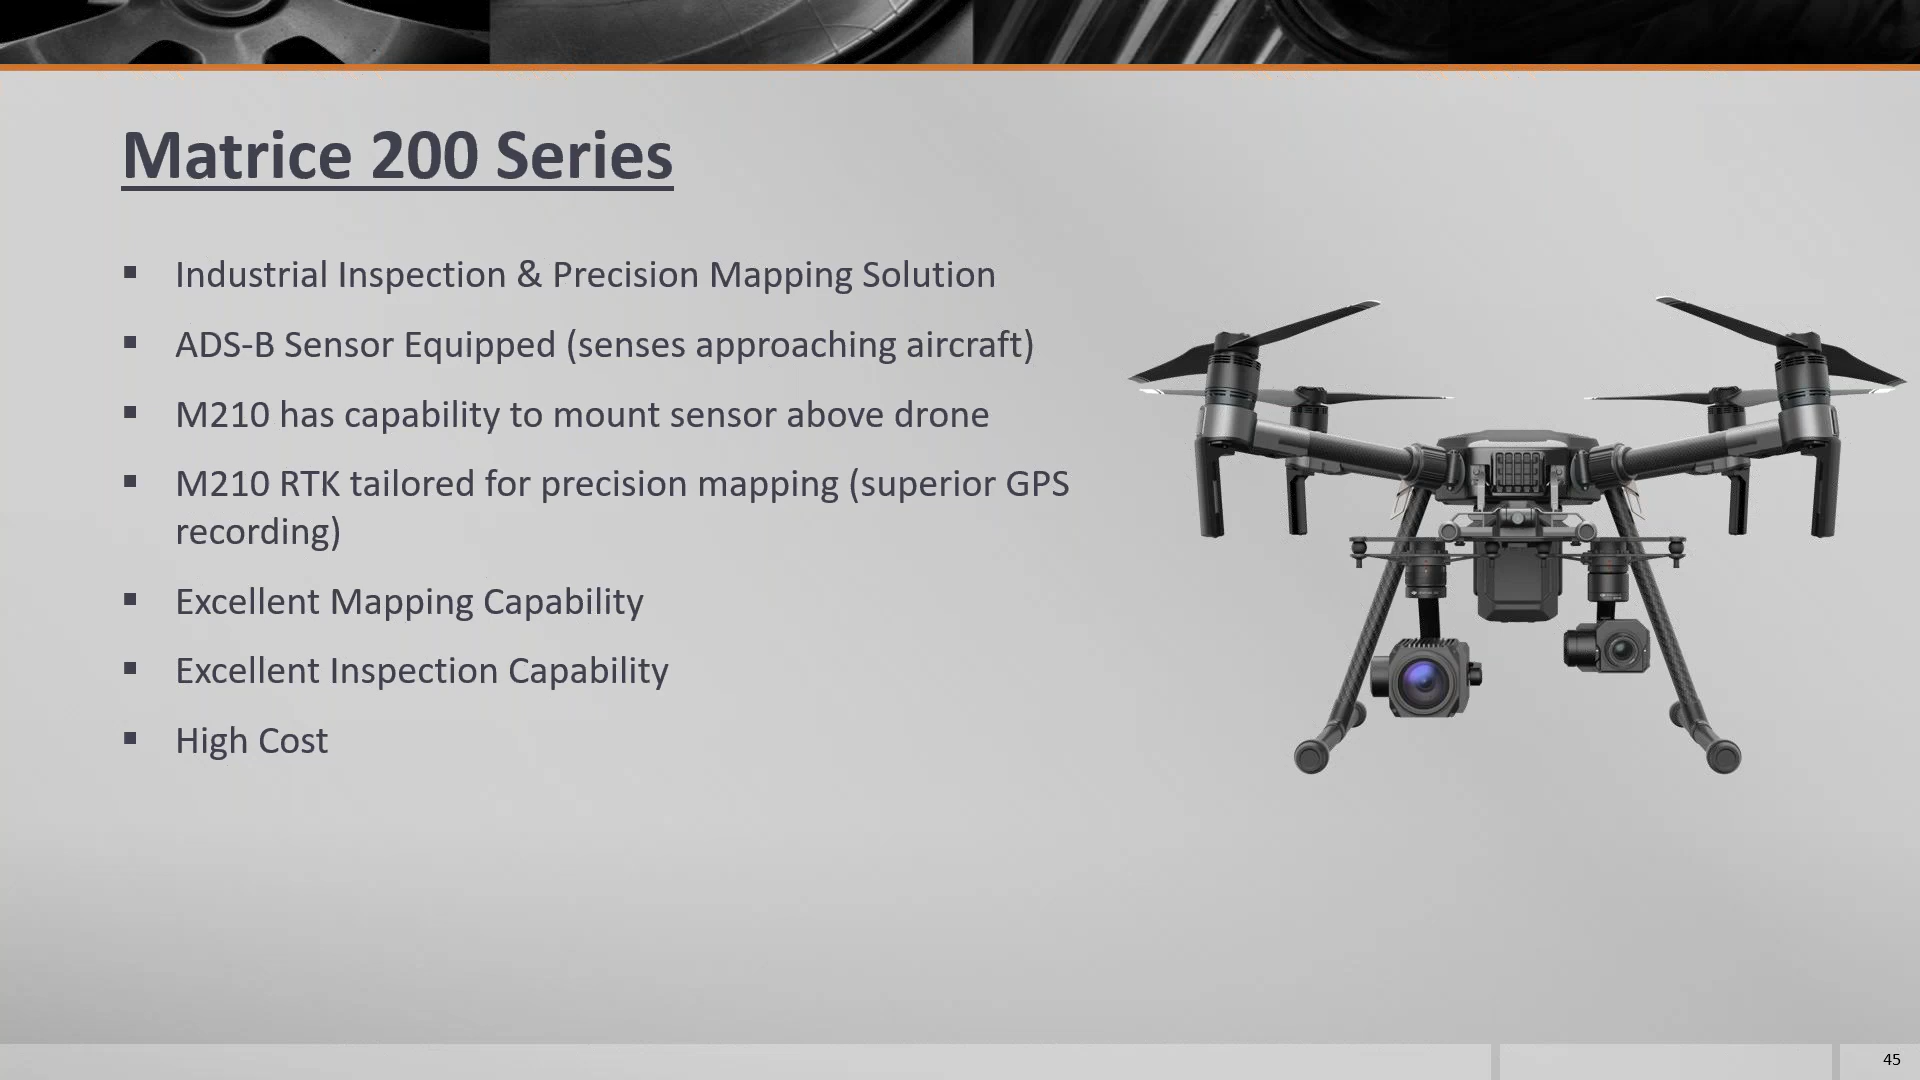 Matrice 200 Series
▪ Industrial Inspection & Precision Mapping Solution
▪ ADS-B Sensor Equipped (senses approaching aircraft)
▪ M210 has capability to mount sensor above drone
▪ M210 RTK tailored for precision mapping (superior GPS
recording)
▪ Excellent Mapping Capability
▪ Excellent Inspection Capability
▪ High Cost
45